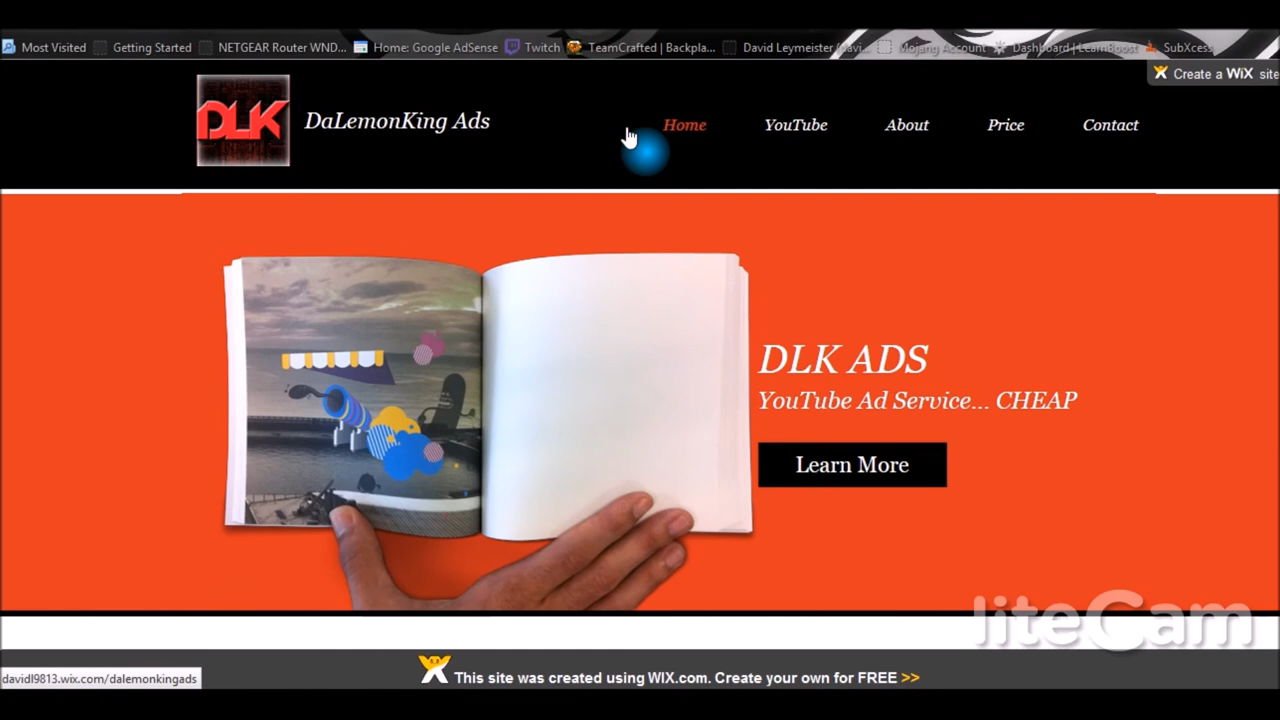 Most Visited Getting Started NETGEAR Router WND... Home: Google AdSense Twitch TeamCrafted | Backpla... David Leymeister Mojang Account Dashboard | LearnBoost SubXcess
Create a WiX site
DLK DaLemonKing Ads Home YouTube About Price Contact
DLK ADS
YouTube Ad Service... CHEAP
Learn More
liteCam
davidl9813.wix.com/dalemonkingads
This site was created using WIX.com. Create your own for FREE >>